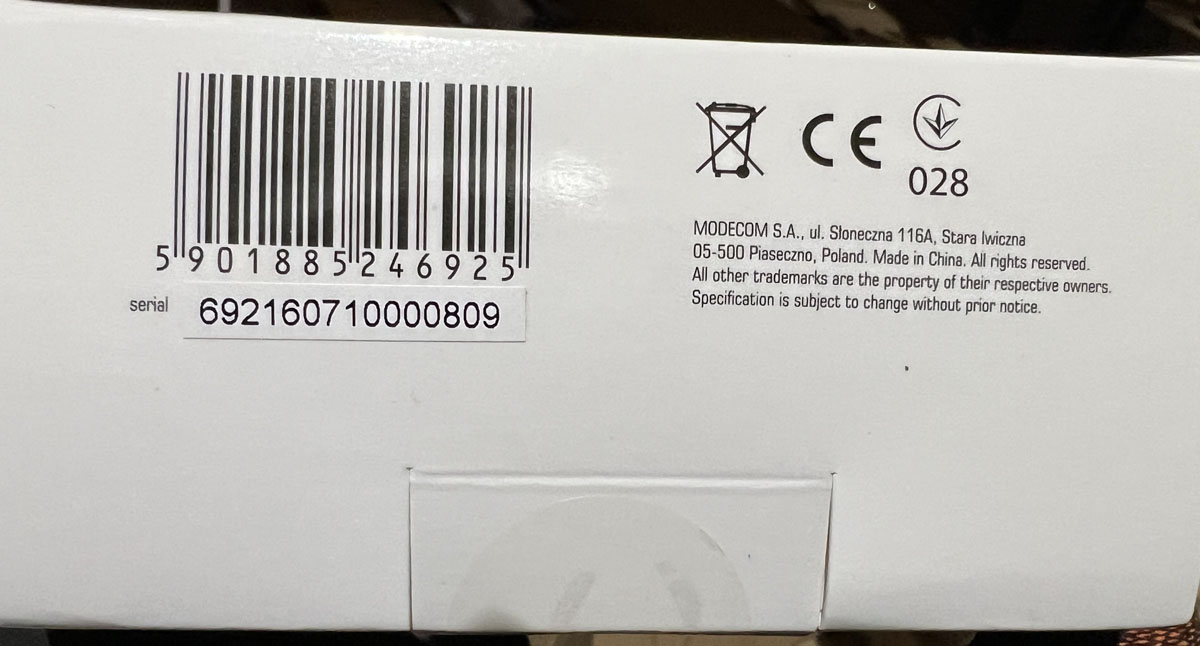 5 901885 246925
serial 692160710000809
CE
028
MODECOM S.A., ul. Słoneczna 116A, Stara Iwiczna
05-500 Piaseczno, Poland. Made in China. All rights reserved.
All other trademarks are the property of their respective owners.
Specification is subject to change without prior notice.